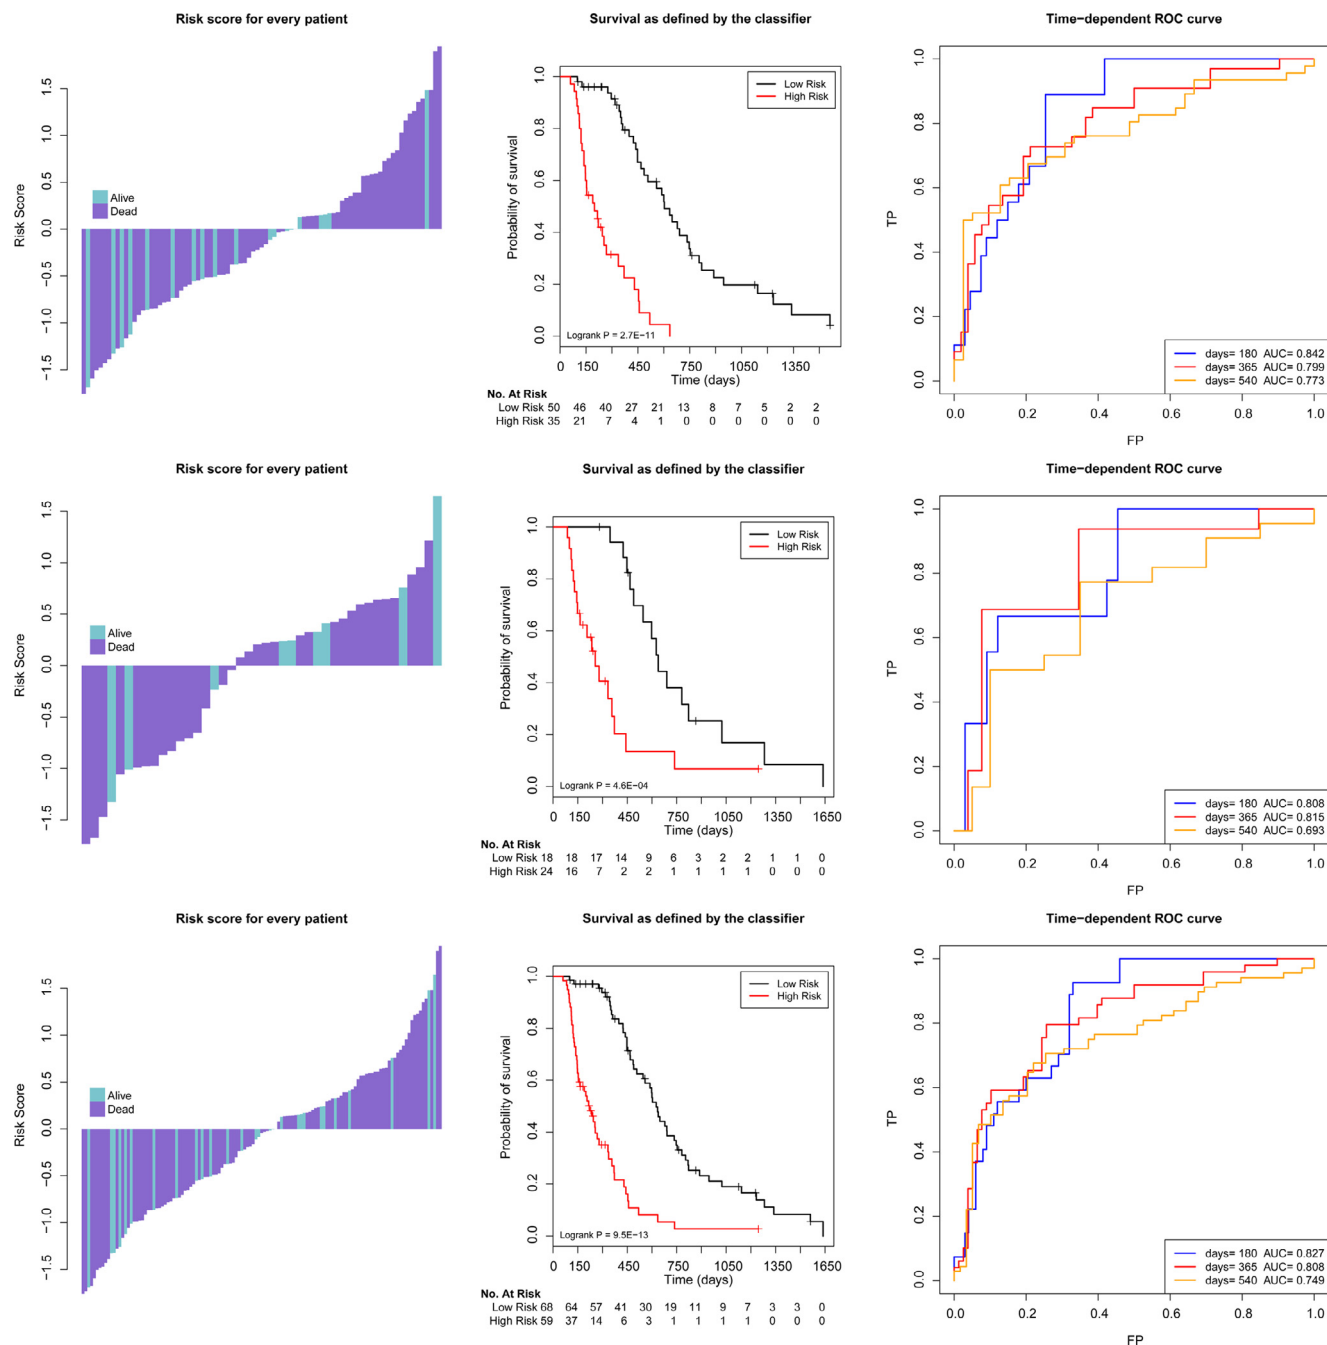 Risk score for every patient
Survival as defined by the classifier
Time-dependent ROC curve
Risk Score
1.5
1.0
0.5
0.0
−0.5
−1.0
−1.5
Alive
Dead
Probability of survival
1.0
0.8
0.6
0.4
0.2
0.0
Low Risk
High Risk
Logrank P = 2.7E−11
0 150 450 750 1050 1350
Time (days)
No. At Risk
Low Risk 50 46 40 27 21 13 8 7 5 2 2
High Risk 35 21 7 4 1 0 0 0 0 0 0
TP
1.0
0.8
0.6
0.4
0.2
0.0
days= 180 AUC= 0.842
days= 365 AUC= 0.799
days= 540 AUC= 0.773
0.0 0.2 0.4 0.6 0.8 1.0
FP
Risk score for every patient
Survival as defined by the classifier
Time-dependent ROC curve
Risk Score
1.5
1.0
0.5
0.0
−0.5
−1.0
−1.5
Alive
Dead
Probability of survival
1.0
0.8
0.6
0.4
0.2
0.0
Low Risk
High Risk
Logrank P = 4.6E−04
0 150 450 750 1050 1350 1650
Time (days)
No. At Risk
Low Risk 18 18 17 14 9 6 3 2 2 1 1 0
High Risk 24 16 7 2 2 1 1 1 1 0 0 0
TP
1.0
0.8
0.6
0.4
0.2
0.0
days= 180 AUC= 0.808
days= 365 AUC= 0.815
days= 540 AUC= 0.693
0.0 0.2 0.4 0.6 0.8 1.0
FP
Risk score for every patient
Survival as defined by the classifier
Time-dependent ROC curve
Risk Score
1.5
1.0
0.5
0.0
−0.5
−1.0
−1.5
Alive
Dead
Probability of survival
1.0
0.8
0.6
0.4
0.2
0.0
Low Risk
High Risk
Logrank P = 9.5E−13
0 150 450 750 1050 1350 1650
Time (days)
No. At Risk
Low Risk 68 64 57 41 30 19 11 9 7 3 3 0
High Risk 59 37 14 6 3 1 1 1 1 0 0 0
TP
1.0
0.8
0.6
0.4
0.2
0.0
days= 180 AUC= 0.827
days= 365 AUC= 0.808
days= 540 AUC= 0.749
0.0 0.2 0.4 0.6 0.8 1.0
FP